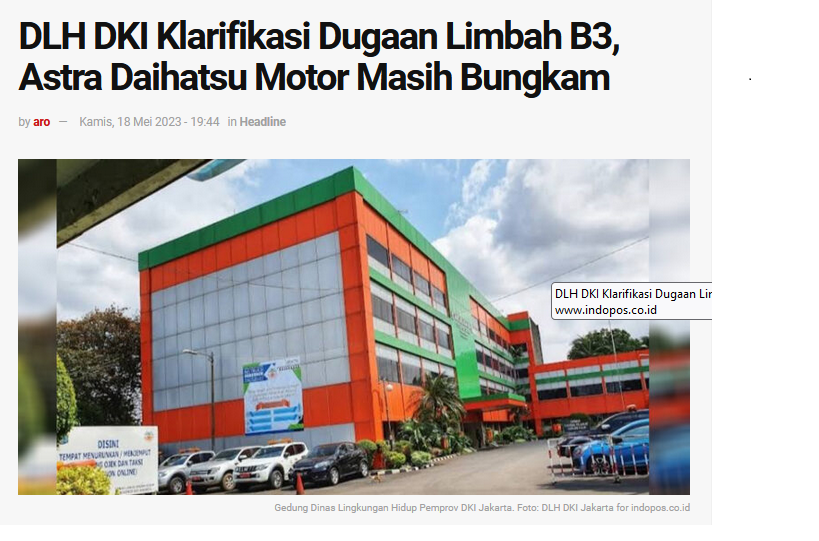 DLH DKI Klarifikasi Dugaan Limbah B3,
Astra Daihatsu Motor Masih Bungkam
by aro — Kamis, 18 Mei 2023 - 19:44 in Headline
DLH DKI Klarifikasi Dugaan Lim
www.indopos.co.id
DISINI
TEMPAT MENURUNKAN / MENJEMPUT
OJEK DAN TAKSI
ONLINE)
Gedung Dinas Lingkungan Hidup Pemprov DKI Jakarta. Foto: DLH DKI Jakarta for indopos.co.id